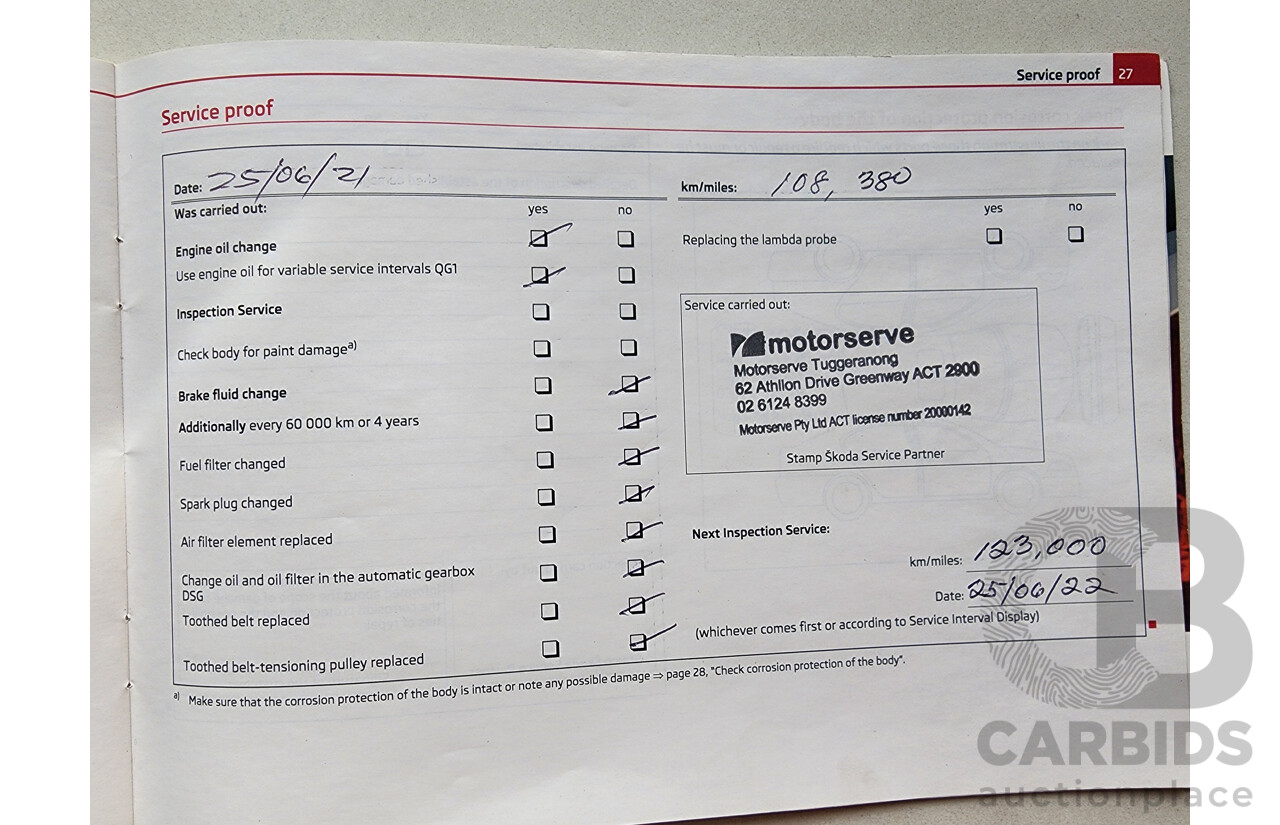 Service proof 27
Service proof
Date: 25/06/21
km/miles: 108, 380
Was carried out: yes no
yes no
Engine oil change
Replacing the lambda probe
Use engine oil for variable service intervals QG1
Inspection Service
Check body for paint damage a)
Brake fluid change
Additionally every 60 000 km or 4 years
Fuel filter changed
Spark plug changed
Air filter element replaced
Change oil and oil filter in the automatic gearbox
DSG
Toothed belt replaced
Toothed belt-tensioning pulley replaced
Service carried out:
motorserve
Motorserve Tuggeranong
62 Athllon Drive Greenway ACT 2900
02 6124 8399
Motorserve Pty Ltd ACT license number 20000142
Stamp Škoda Service Partner
Next Inspection Service:
km/miles: 123,000
Date: 25/06/22
(whichever comes first or according to Service Interval Display)
a) Make sure that the corrosion protection of the body is intact or note any possible damage ⇒ page 28, "Check corrosion protection of the body".
CARBIDS
auctionplace